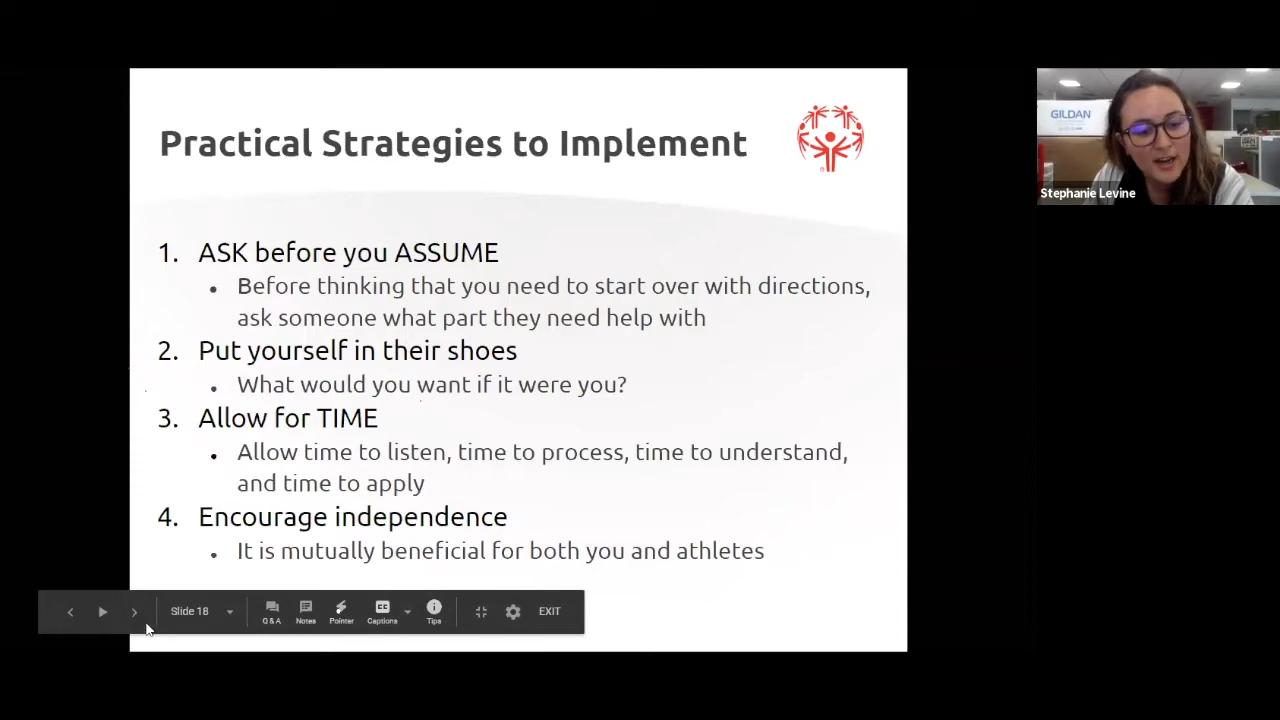 Practical Strategies to Implement
®
GILDAN
Stephanie Levine
1. ASK before you ASSUME
• Before thinking that you need to start over with directions,
ask someone what part they need help with
2. Put yourself in their shoes
• What would you want if it were you?
3. Allow for TIME
• Allow time to listen, time to process, time to understand,
and time to apply
4. Encourage independence
• It is mutually beneficial for both you and athletes
Slide 18
Q & A
Notes
Pointer
CC
Captions
Tips
EXIT